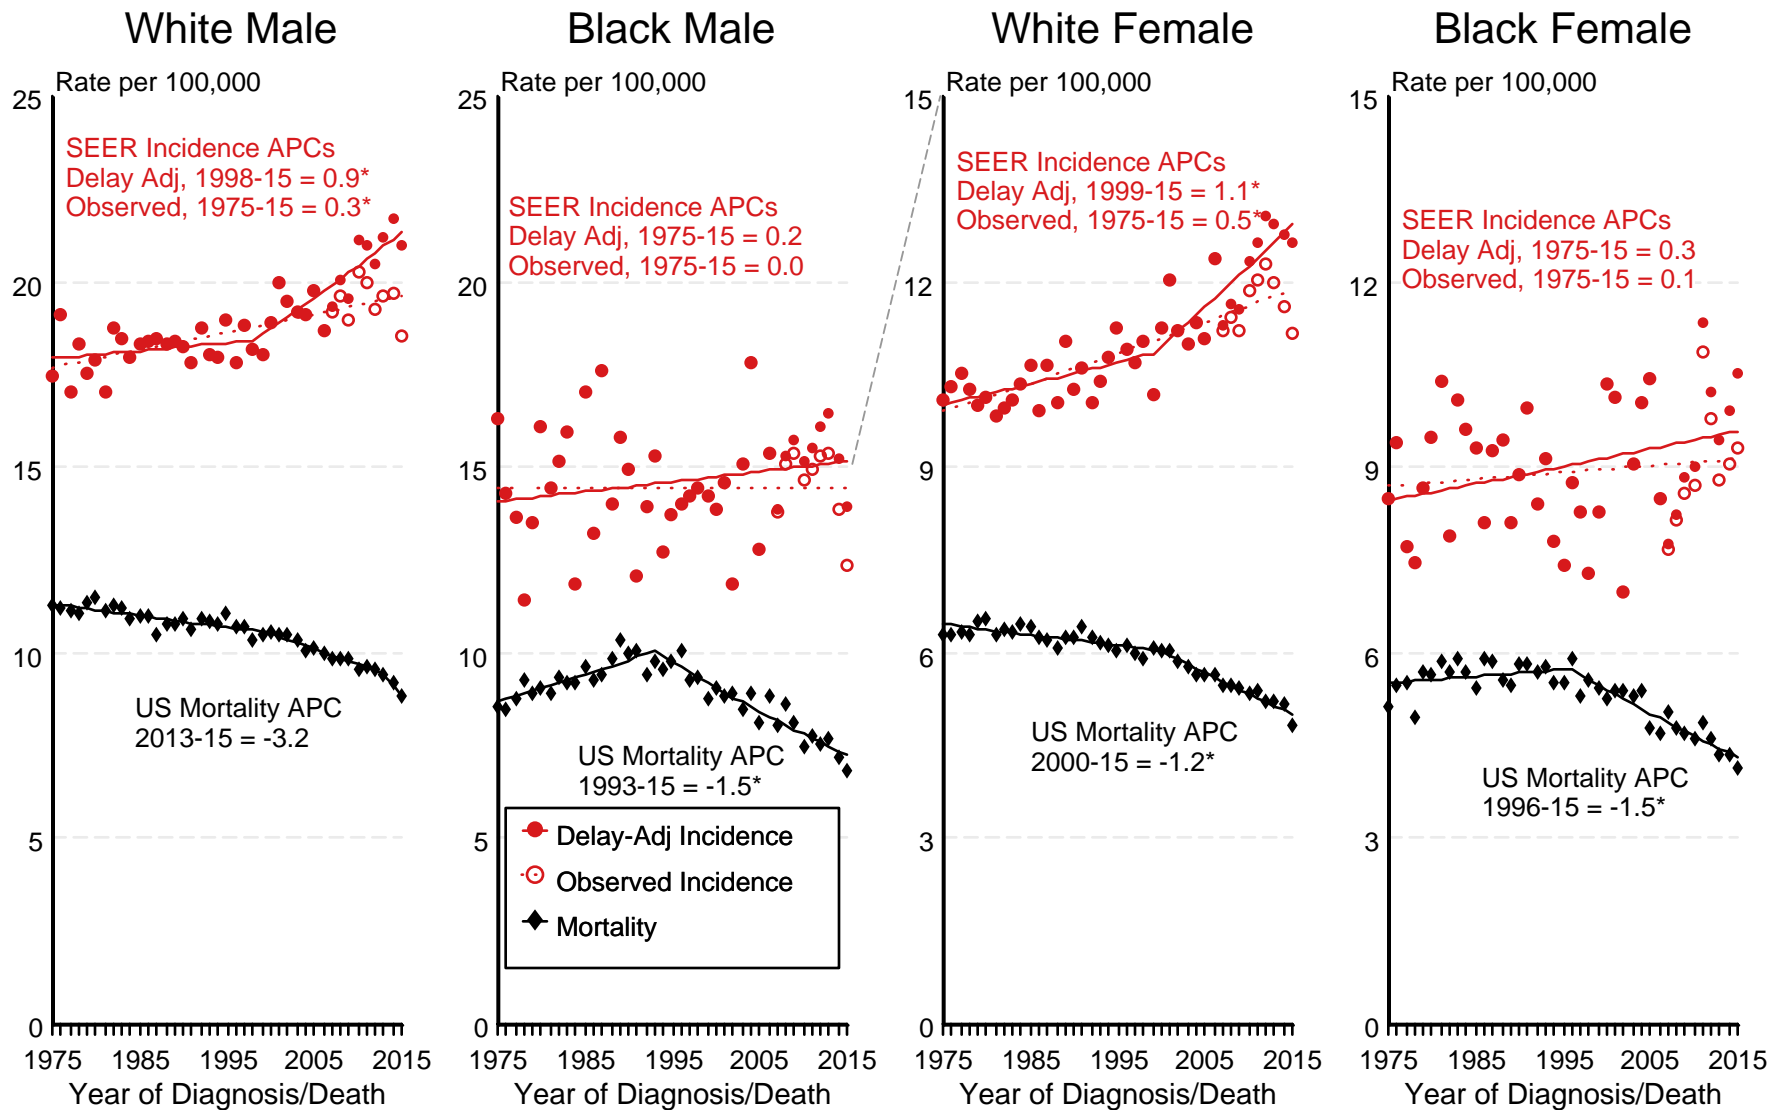 White Male
Rate per 100,000
25
20
15
10
5
0
SEER Incidence APCs
Delay Adj, 1998-15 = 0.9*
Observed, 1975-15 = 0.3*
US Mortality APC
2013-15 = -3.2
1975 1985 1995 2005 2015
Year of Diagnosis/Death
Black Male
Rate per 100,000
25
20
15
10
5
0
SEER Incidence APCs
Delay Adj, 1975-15 = 0.2
Observed, 1975-15 = 0.0
US Mortality APC
1993-15 = -1.5*
Delay-Adj Incidence
Observed Incidence
Mortality
1975 1985 1995 2005 2015
Year of Diagnosis/Death
White Female
Rate per 100,000
15
12
9
6
3
0
SEER Incidence APCs
Delay Adj, 1999-15 = 1.1*
Observed, 1975-15 = 0.5*
US Mortality APC
2000-15 = -1.2*
1975 1985 1995 2005 2015
Year of Diagnosis/Death
Black Female
Rate per 100,000
15
12
9
6
3
0
SEER Incidence APCs
Delay Adj, 1975-15 = 0.3
Observed, 1975-15 = 0.1
US Mortality APC
1996-15 = -1.5*
1975 1985 1995 2005 2015
Year of Diagnosis/Death